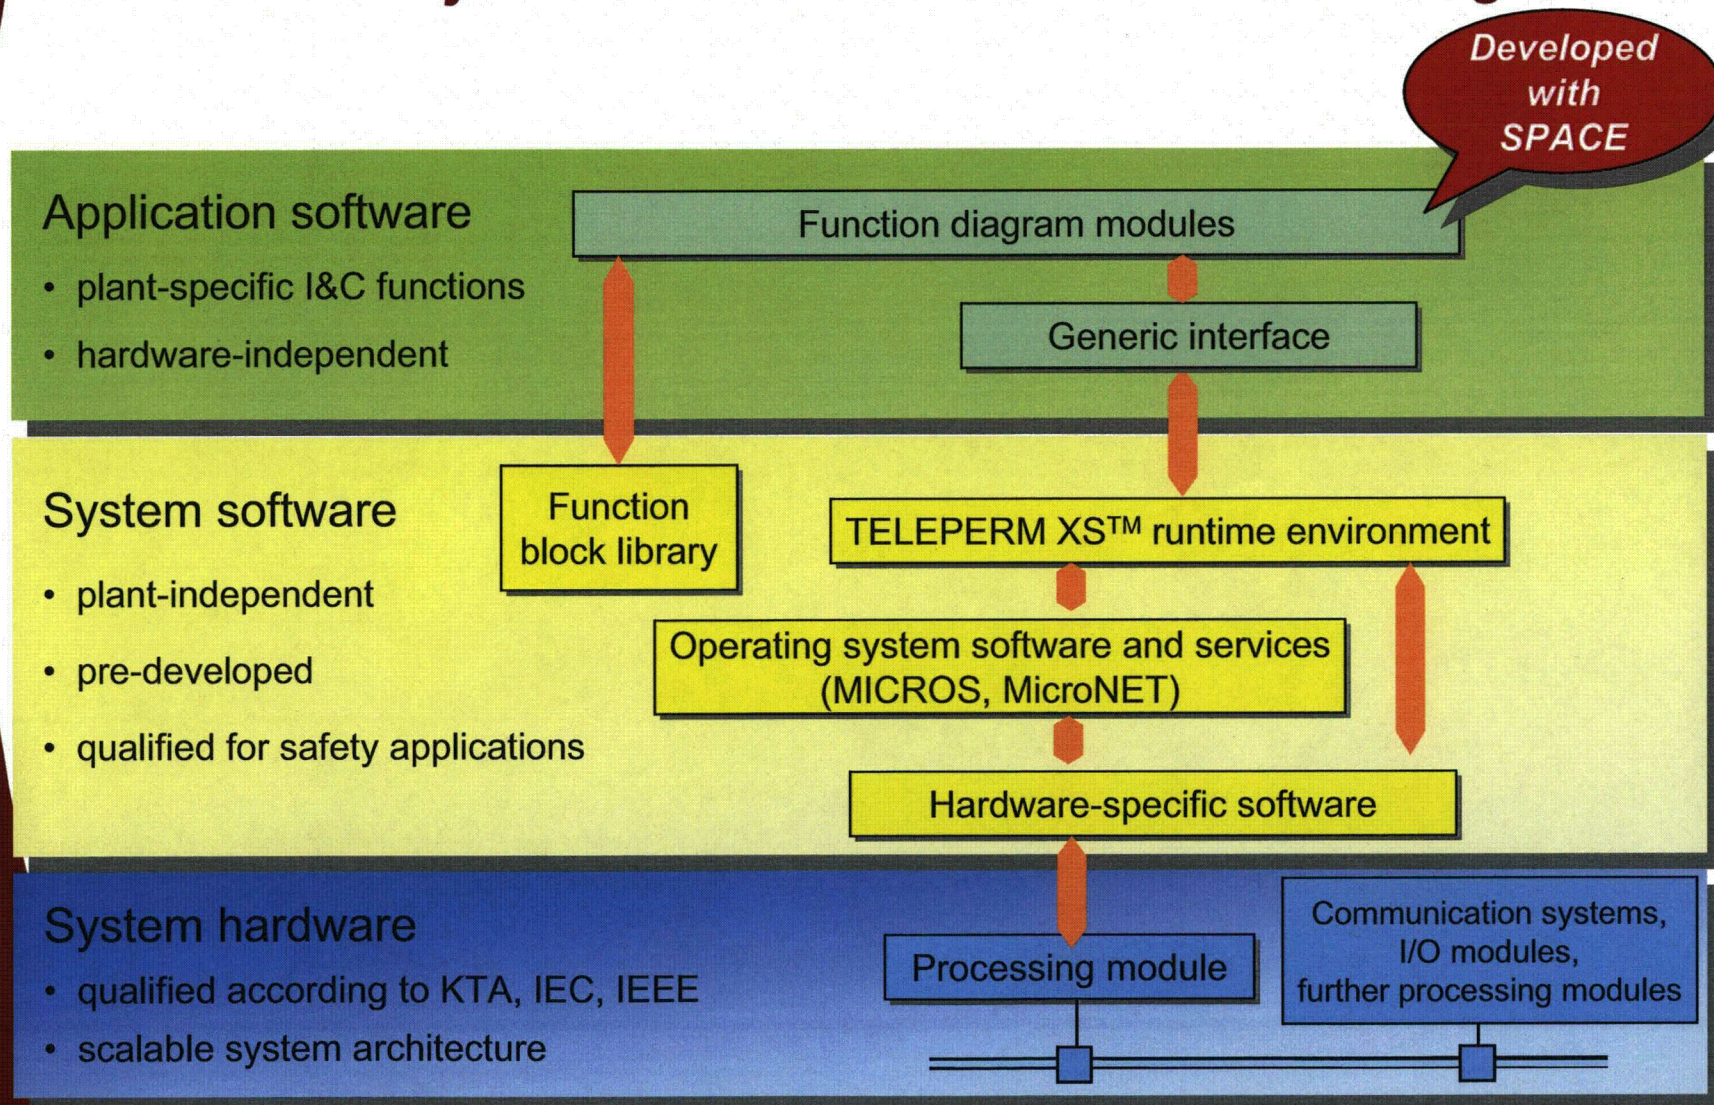 Developed
with
SPACE
Application software
• plant-specific I&C functions
• hardware-independent
Function diagram modules
Generic interface
System software
• plant-independent
• pre-developed
• qualified for safety applications
Function
block library
TELEPERM XS™ runtime environment
Operating system software and services
(MICROS, MicroNET)
Hardware-specific software
System hardware
• qualified according to KTA, IEC, IEEE
• scalable system architecture
Processing module
Communication systems,
I/O modules,
further processing modules